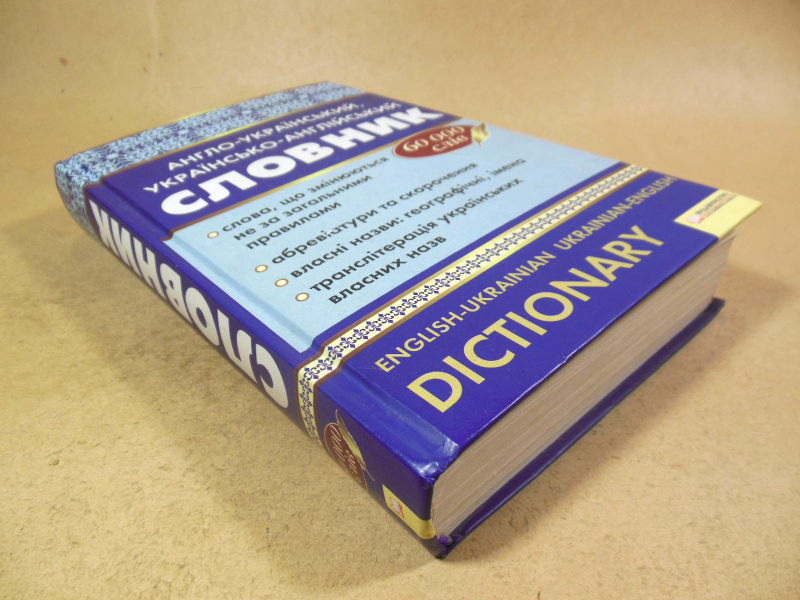 АНГЛО-УКРАЇНСЬКИЙ,
УКРАЇНСЬКО-АНГЛІЙСЬКИЙ
СЛОВНИК
60 000
слів
слова, що змінюються
не за загальними
правилами
абревіатури та скорочення
власні назви: географічні, імена
транслітерація українських
власних назв
ENGLISH-UKRAINIAN UKRAINIAN-ENGLISH
DICTIONARY
СЛОВНИК